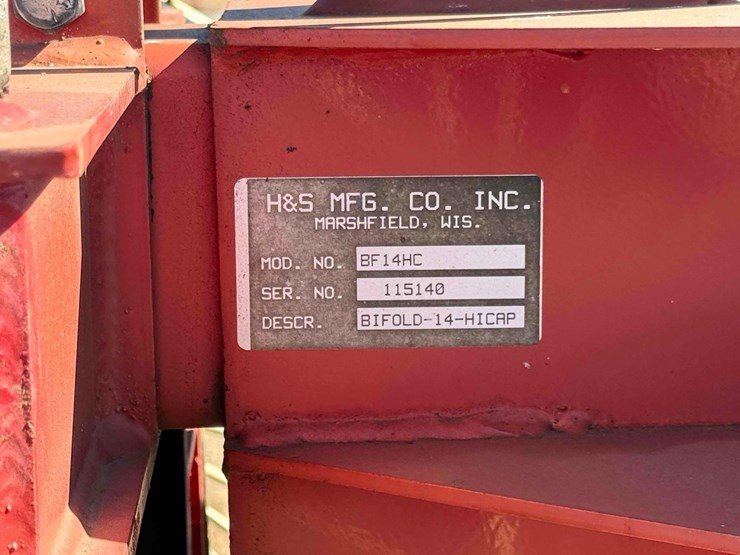 H&S MFG. CO. INC.
MARSHFIELD, WIS.
MOD. NO. BF14HC
SER. NO. 115140
DESCR. BIFOLD-14-HICAP